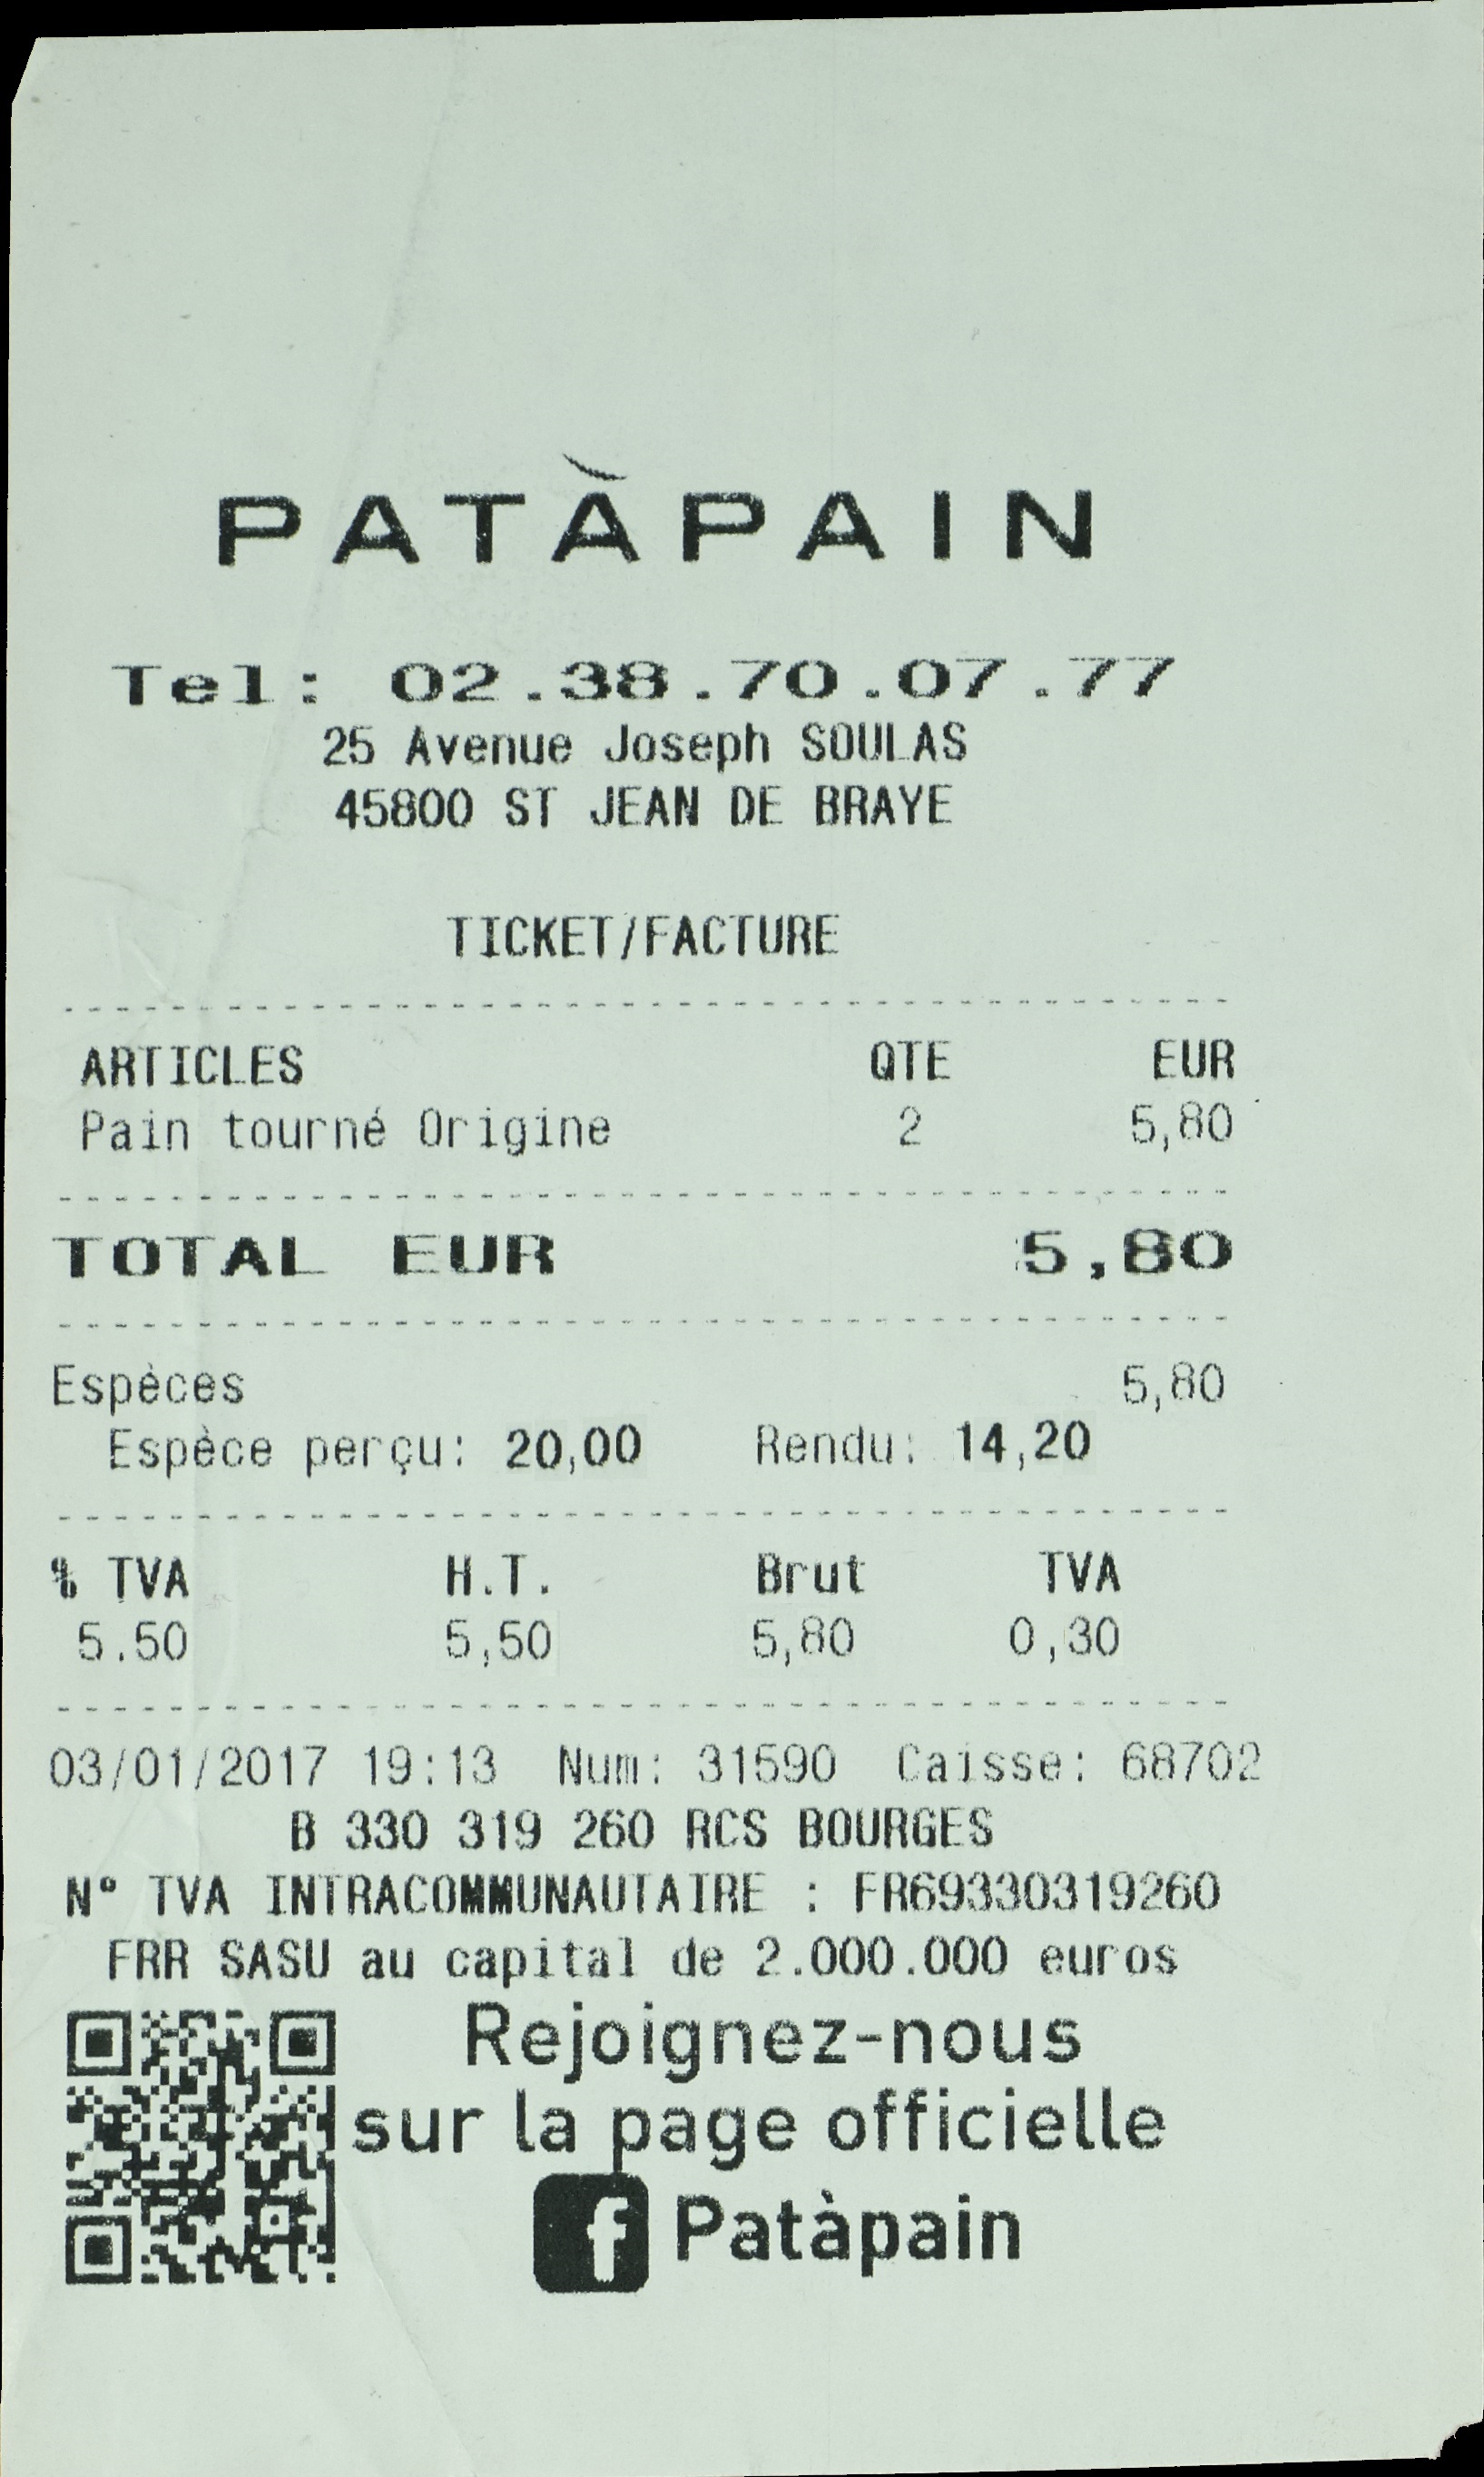 PATÀPAIN
Tel: 02.38.70.07.77
25 Avenue Joseph SOULAS
45800 ST JEAN DE BRAYE
TICKET/FACTURE
ARTICLES QTE EUR
Pain tourné Origine 2 5,80
TOTAL EUR 5,80
Espèces 5,80
Espèce perçu: 20,00 Rendu: 14,20
% TVA H.T. Brut TVA
5.50 5,50 5,80 0,30
03/01/2017 19:13 Num: 31590 Caisse: 68702
B 330 319 260 RCS BOURGES
N° TVA INTRACOMMUNAUTAIRE : FR69330319260
FRR SASU au capital de 2.000.000 euros
Rejoignez-nous
sur la page officielle
f Patàpain